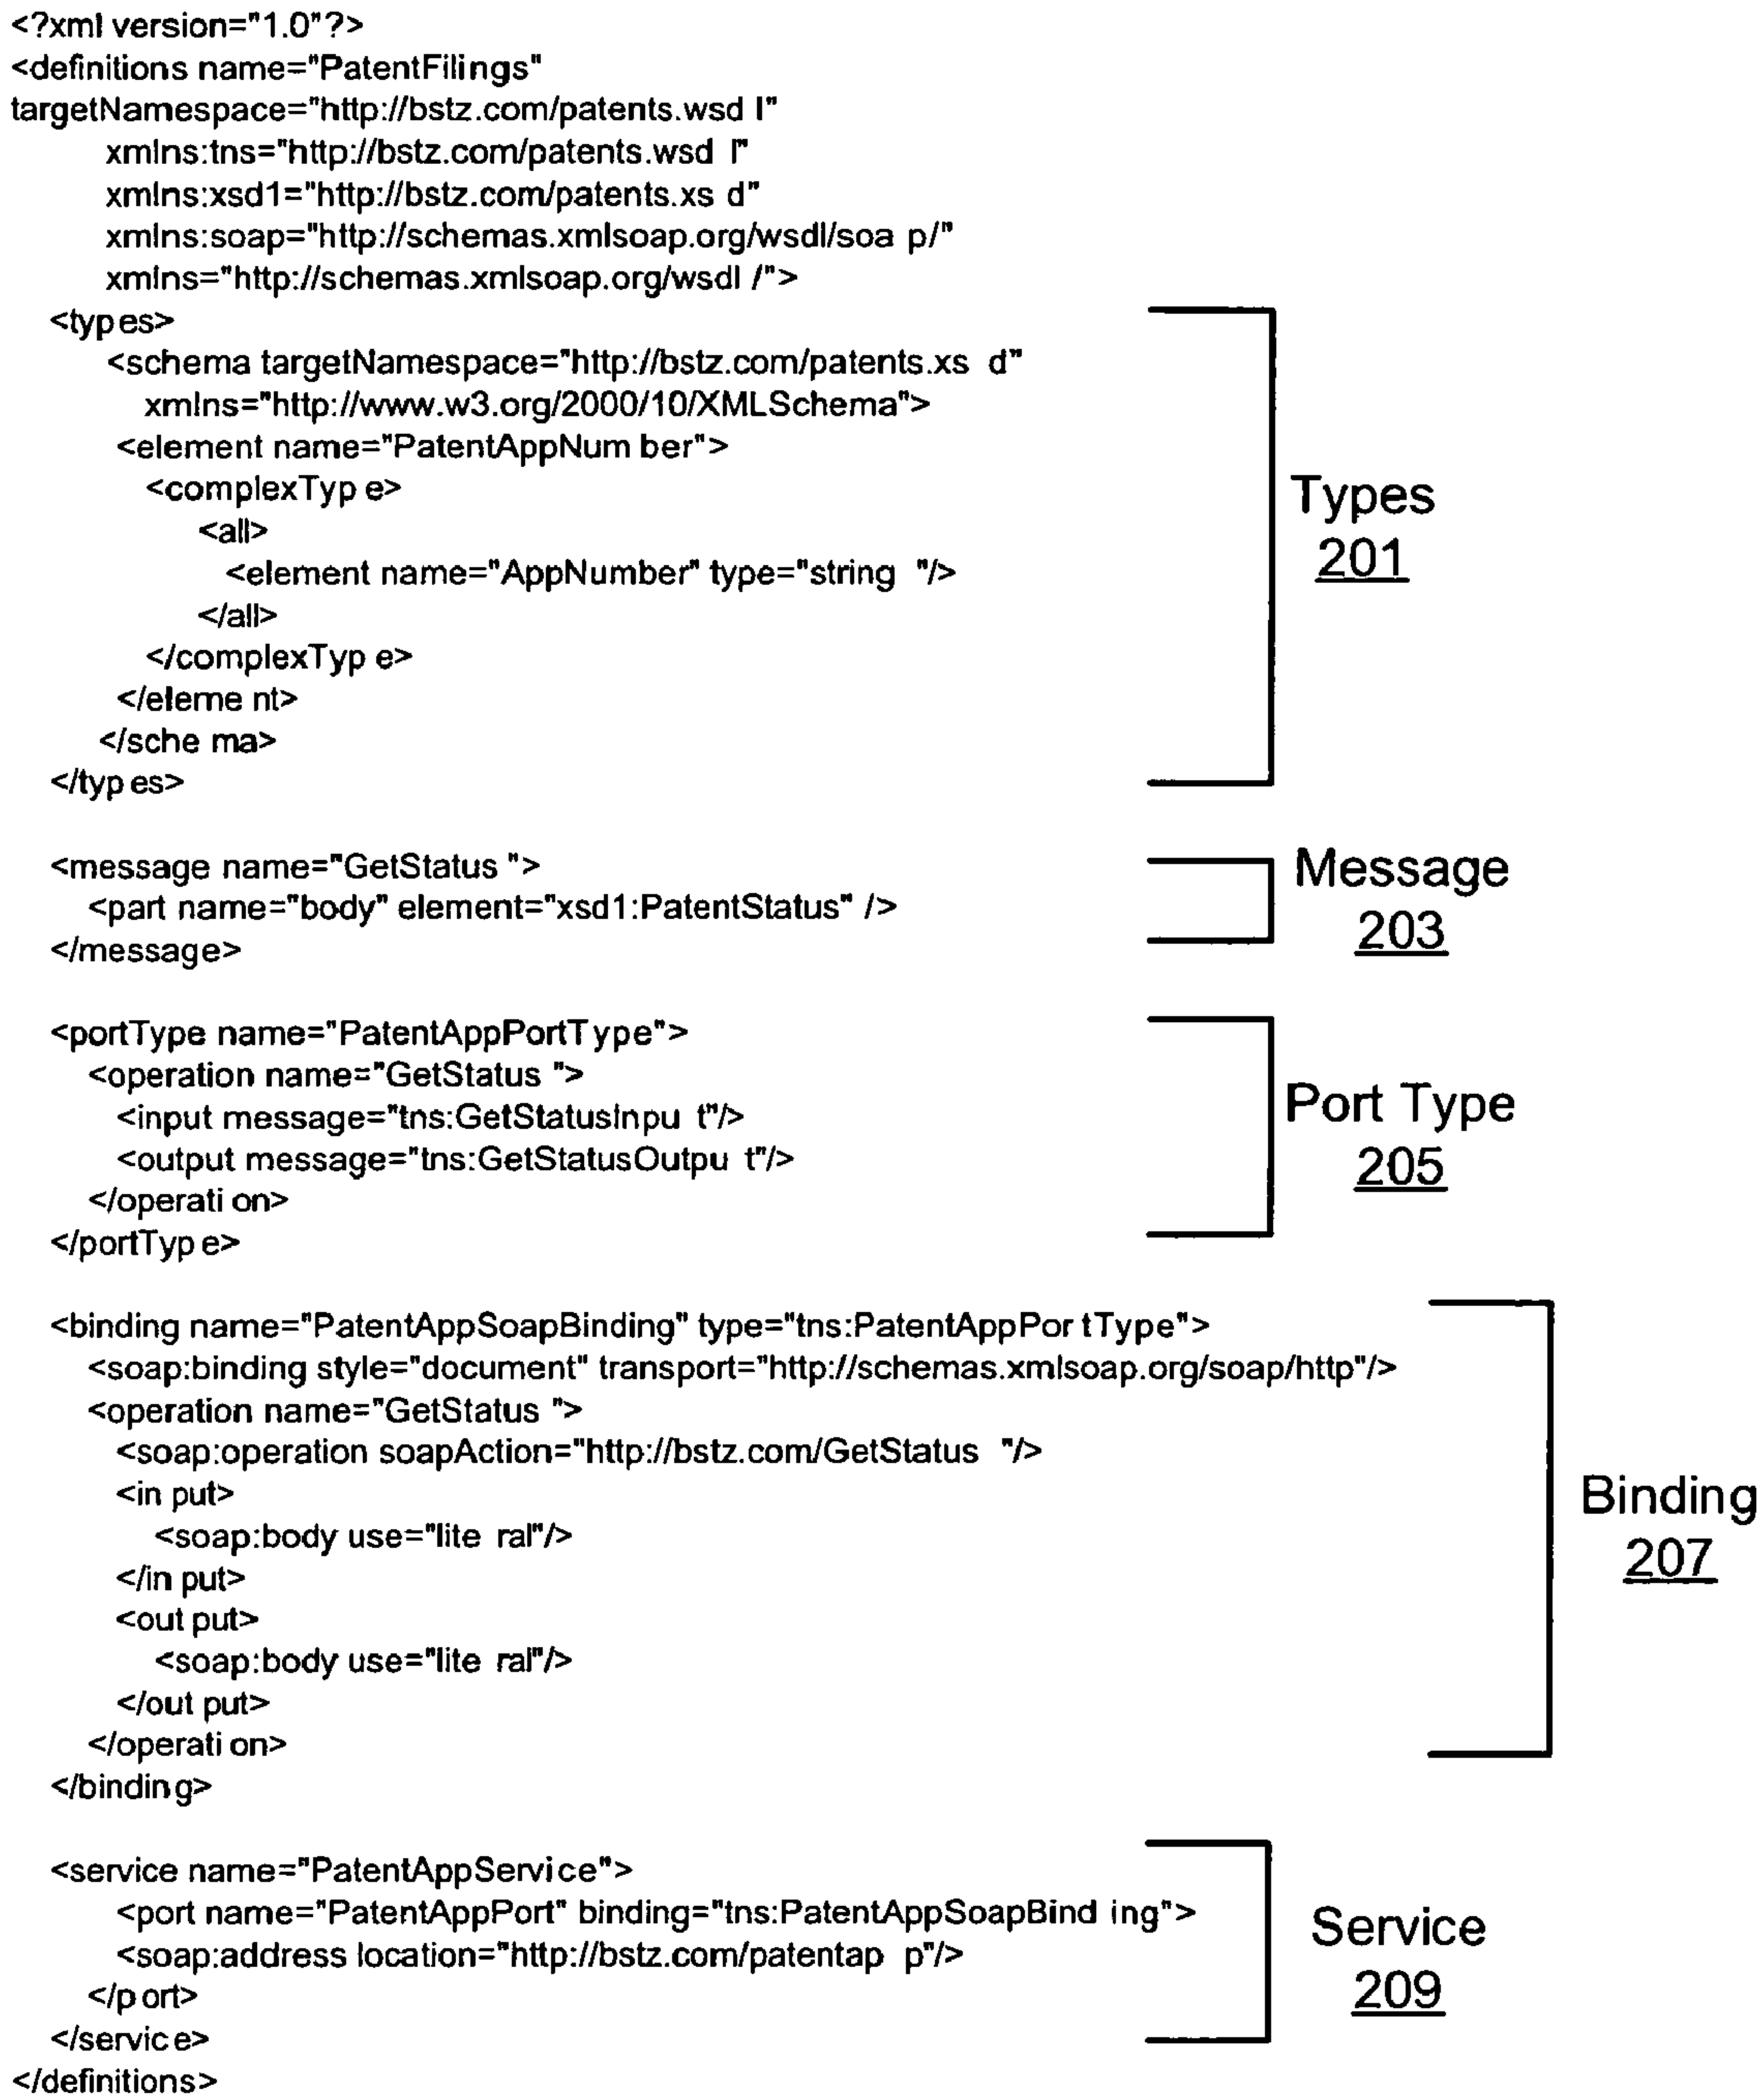 <?xml version="1.0"?>
<definitions name="PatentFilings"
targetNamespace="http://bstz.com/patents.wsd l"
xmlns:tns="http://bstz.com/patents.wsd l"
xmlns:xsd1="http://bstz.com/patents.xs d"
xmlns:soap="http://schemas.xmlsoap.org/wsdl/soa p/"
xmlns="http://schemas.xmlsoap.org/wsdl /">
<typ es>
<schema targetNamespace="http://bstz.com/patents.xs d"
xmlns="http://www.w3.org/2000/10/XMLSchema">
<element name="PatentAppNum ber">
<complexTyp e>
<all>
<element name="AppNumber" type="string "/>
</all>
</complexTyp e>
</eleme nt>
</sche ma>
</typ es>
Types
201
<message name="GetStatus ">
<part name="body" element="xsd1:PatentStatus" />
</message>
Message
203
<portType name="PatentAppPortType">
<operation name="GetStatus ">
<input message="tns:GetStatusInpu t"/>
<output message="tns:GetStatusOutpu t"/>
</operati on>
</portTyp e>
Port Type
205
<binding name="PatentAppSoapBinding" type="tns:PatentAppPor tType">
<soap:binding style="document" transport="http://schemas.xmlsoap.org/soap/http"/>
<operation name="GetStatus ">
<soap:operation soapAction="http://bstz.com/GetStatus "/>
<in put>
<soap:body use="lite ral"/>
</in put>
<out put>
<soap:body use="lite ral"/>
</out put>
</operati on>
</binding>
Binding
207
<service name="PatentAppService">
<port name="PatentAppPort" binding="tns:PatentAppSoapBind ing">
<soap:address location="http://bstz.com/patentap p"/>
</p ort>
</servic e>
</definitions>
Service
209